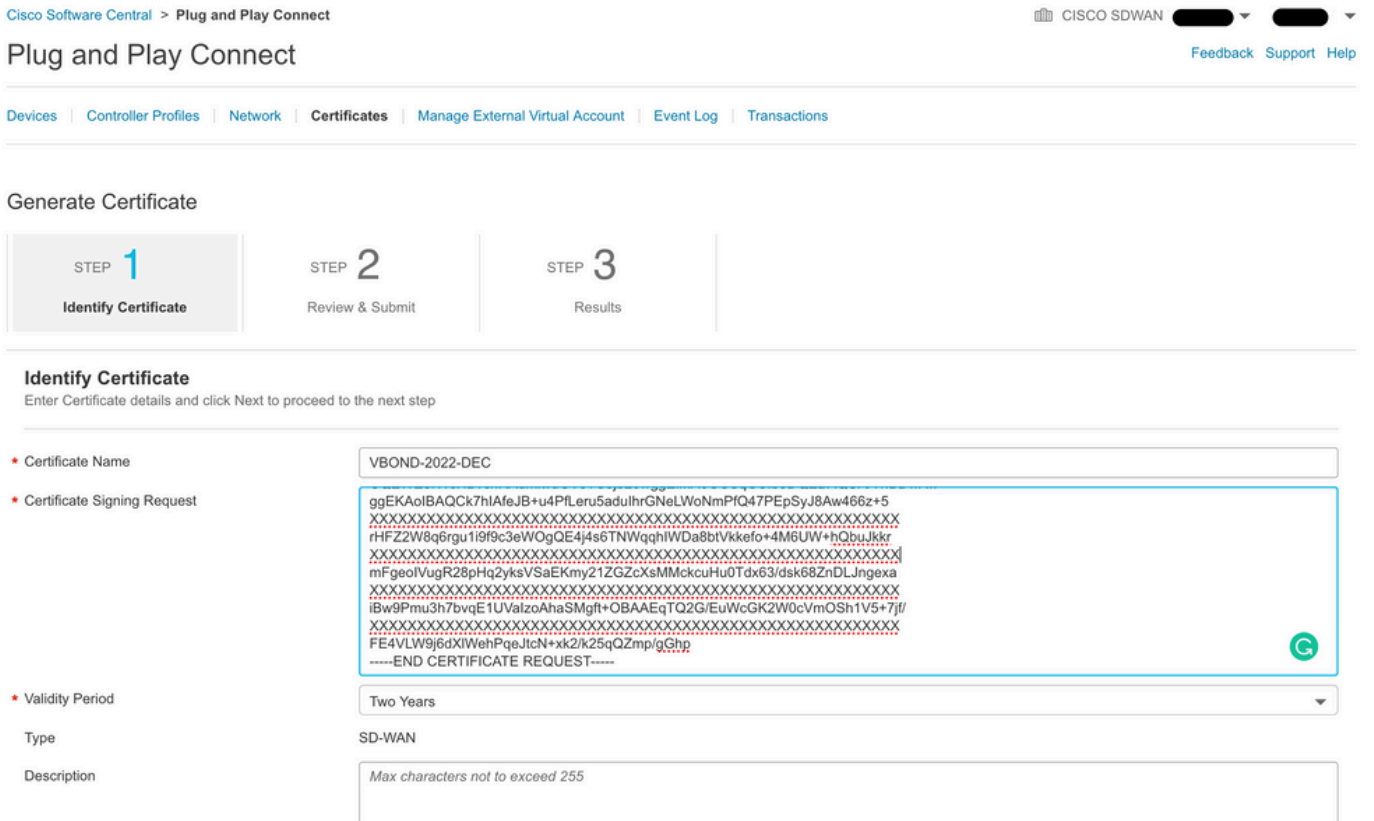 Cisco Software Central > Plug and Play Connect
CISCO SDWAN
Plug and Play Connect
Feedback Support Help
Devices | Controller Profiles | Network | Certificates | Manage External Virtual Account | Event Log | Transactions
Generate Certificate
STEP 1
Identify Certificate
STEP 2
Review & Submit
STEP 3
Results
Identify Certificate
Enter Certificate details and click Next to proceed to the next step
* Certificate Name
VBOND-2022-DEC
* Certificate Signing Request
ggEKAoIBAQCk7hIAfeJB+u4PfLeru5aduIhrGNeLWoNmPfQ47PEpSyJ8Aw466z+5
XXXXXXXXXXXXXXXXXXXXXXXXXXXXXXXXXXXXXXXXXXXXXXXXXXXXXXXX
rHFZ2W8q6rgu1i9f9c3eWOgQE4j4s6TNWqqhIWDa8btVkkefo+4M6UW+hQbuJkkr
XXXXXXXXXXXXXXXXXXXXXXXXXXXXXXXXXXXXXXXXXXXXXXXXXXXXXXXX
mFgeoIVugR28pHq2yksVSaEKmy21ZGZcXsMMckcuHu0Tdx63/dsk68ZnDLJngexa
XXXXXXXXXXXXXXXXXXXXXXXXXXXXXXXXXXXXXXXXXXXXXXXXXXXXXXXX
iBw9Pmu3h7bvqE1UVaIzoAhaSMgft+OBAAEqTQ2G/EuWcGK2W0cVmOSh1V5+7jf/
XXXXXXXXXXXXXXXXXXXXXXXXXXXXXXXXXXXXXXXXXXXXXXXXXXXXXXXX
FE4VLW9j6dXlWehPqeJtcN+xk2/k25qQZmp/gGhp
-----END CERTIFICATE REQUEST-----
* Validity Period
Two Years
Type
SD-WAN
Description
Max characters not to exceed 255